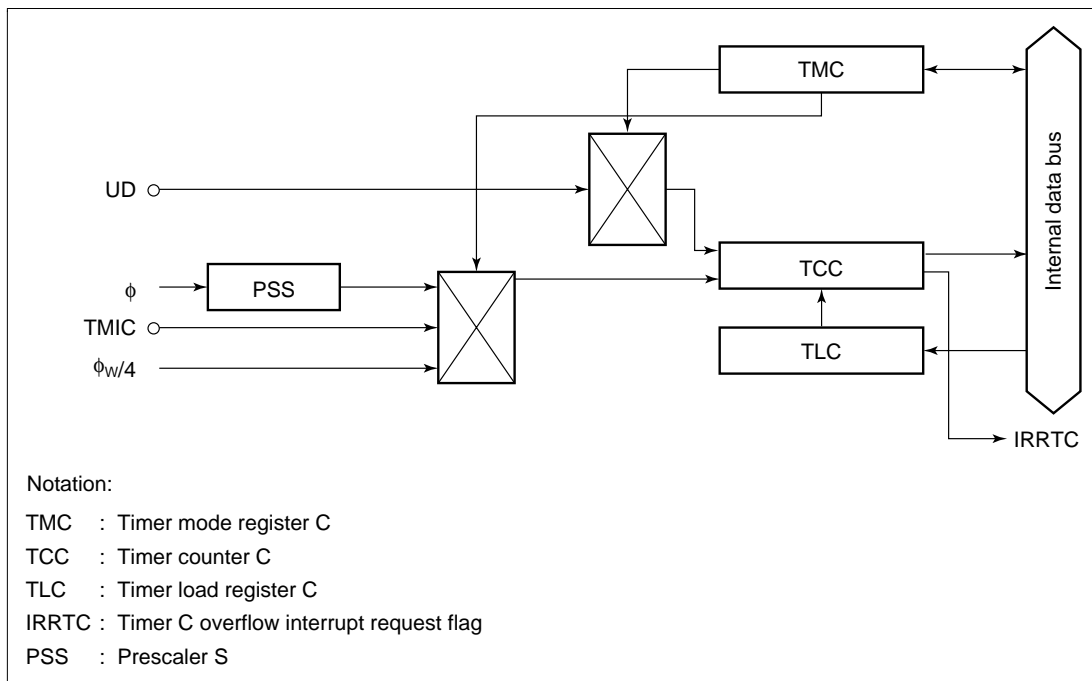 TMC
UD
TCC
Internal data bus
ϕ
PSS
TMIC
TLC
ϕW/4
IRRTC
Notation:
TMC : Timer mode register C
TCC : Timer counter C
TLC : Timer load register C
IRRTC : Timer C overflow interrupt request flag
PSS : Prescaler S